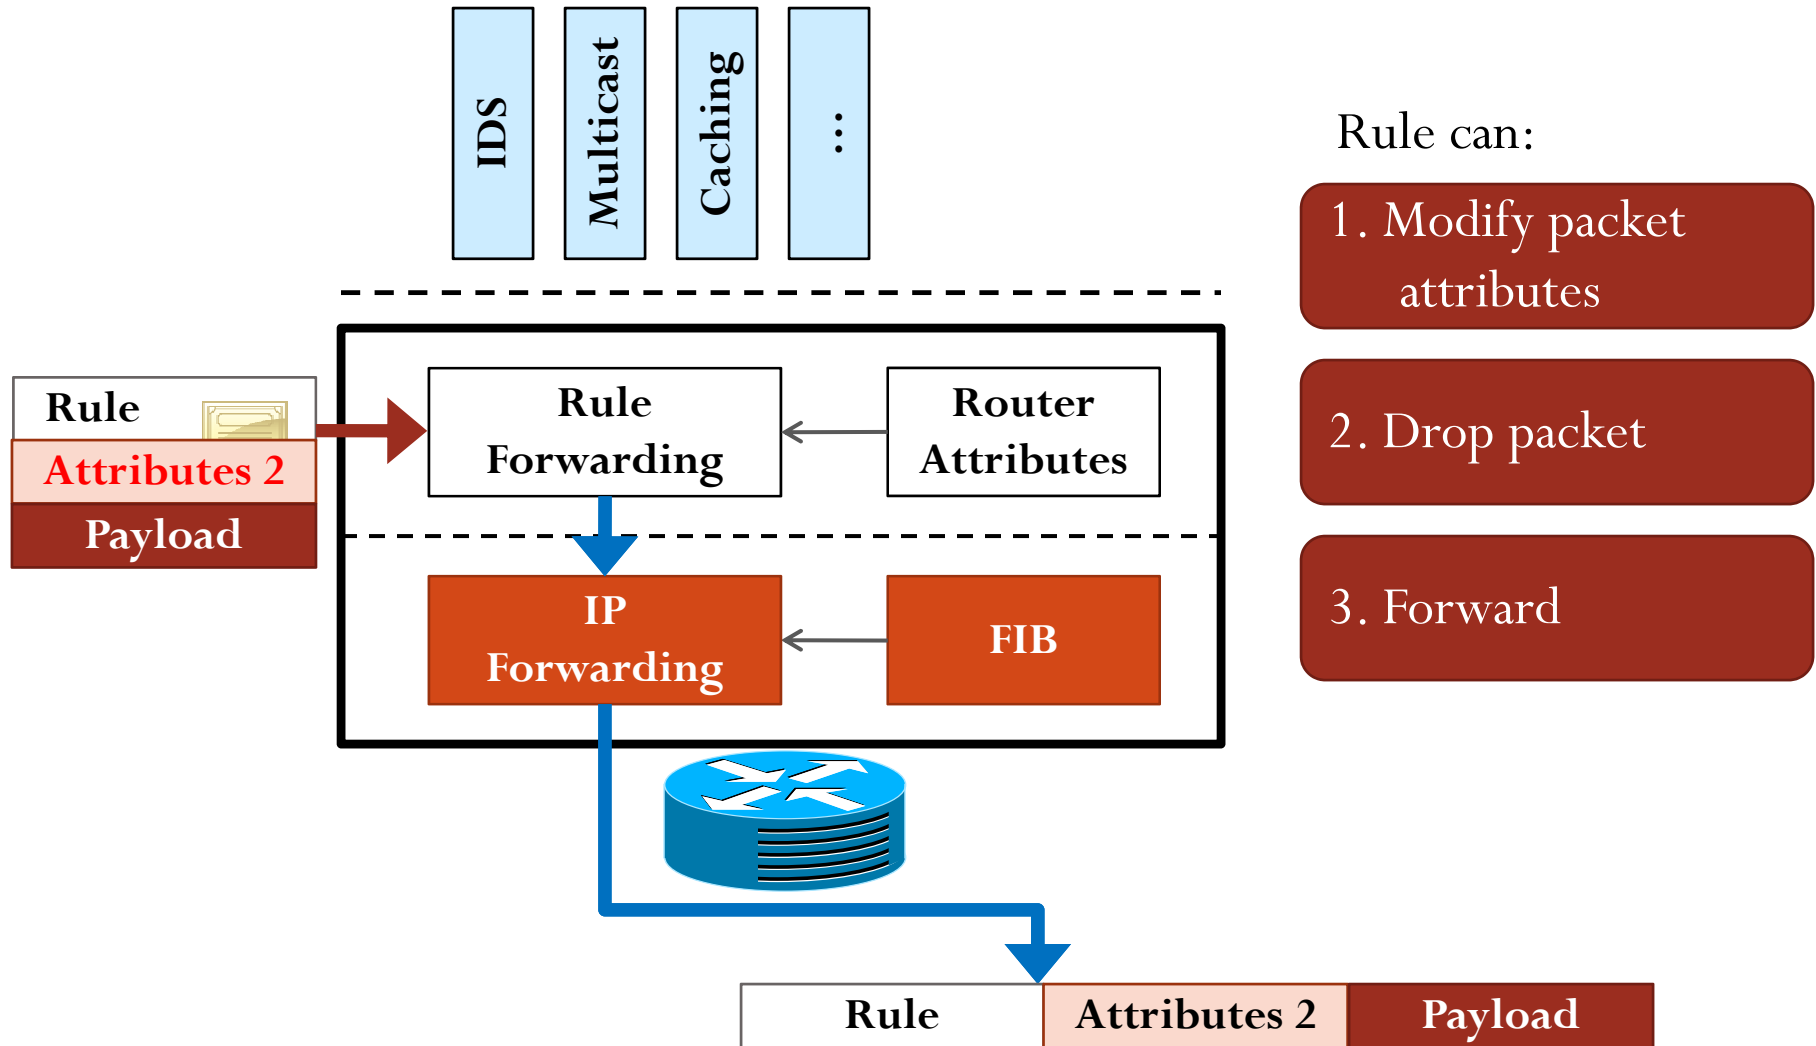 IDS
Multicast
Caching
...
Rule can:
1. Modify packet
attributes
2. Drop packet
3. Forward
Rule
Attributes 2
Payload
Rule
Forwarding
Router
Attributes
IP
Forwarding
FIB
Rule
Attributes 2
Payload